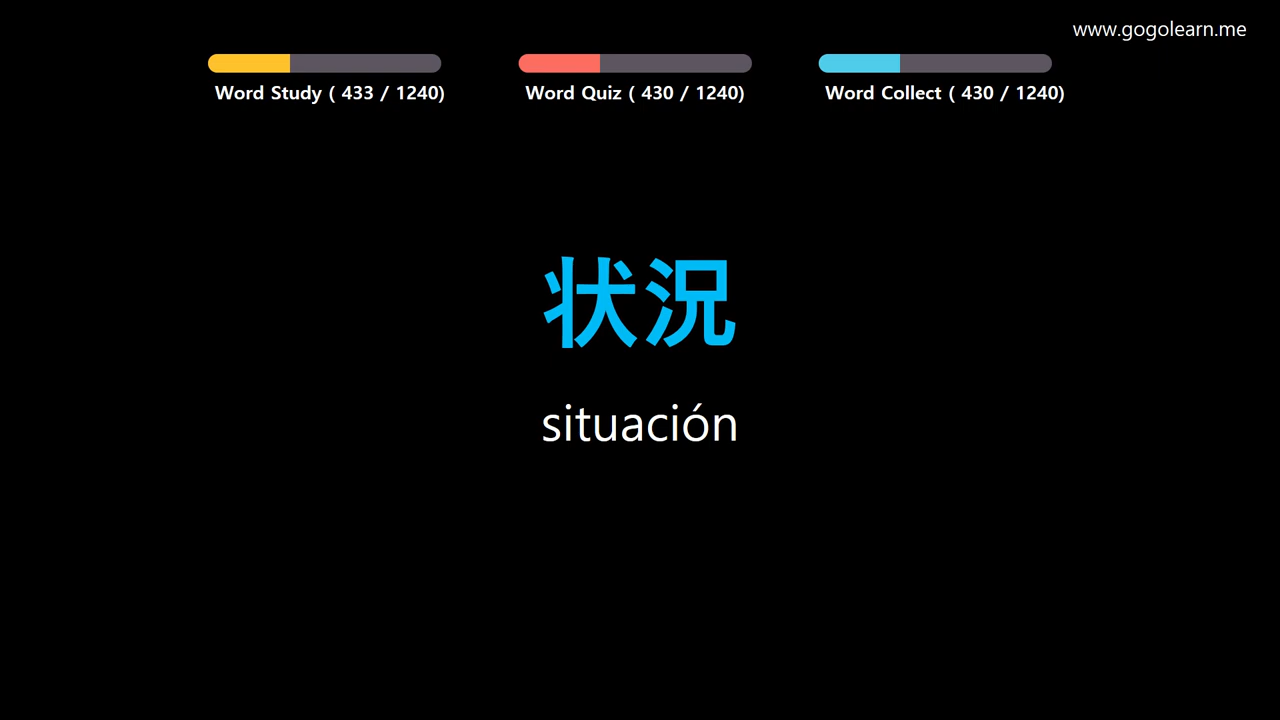 www.gogolearn.me
Word Study ( 433 / 1240)
Word Quiz ( 430 / 1240)
Word Collect ( 430 / 1240)
状況
situación